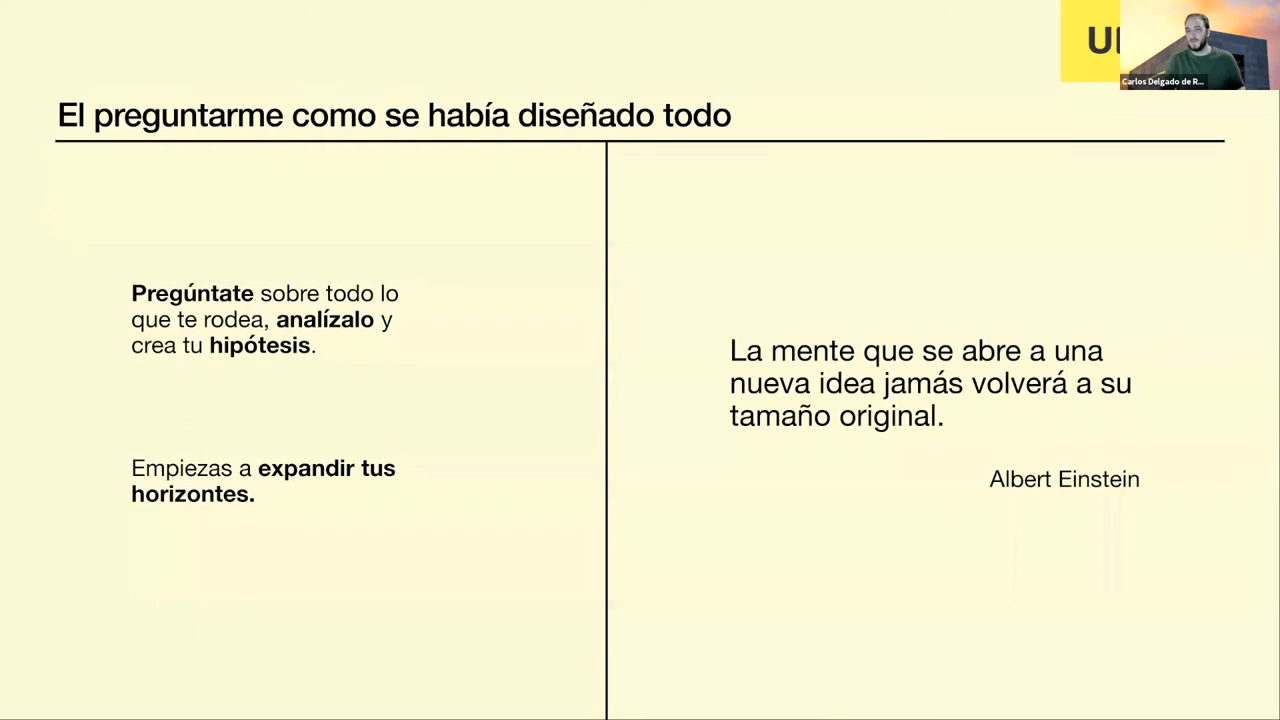 El preguntarme como se había diseñado todo
Pregúntate sobre todo lo
que te rodea, analízalo y
crea tu hipótesis.
Empiezas a expandir tus
horizontes.
La mente que se abre a una
nueva idea jamás volverá a su
tamaño original.
Albert Einstein
Carlos Delgado de R...